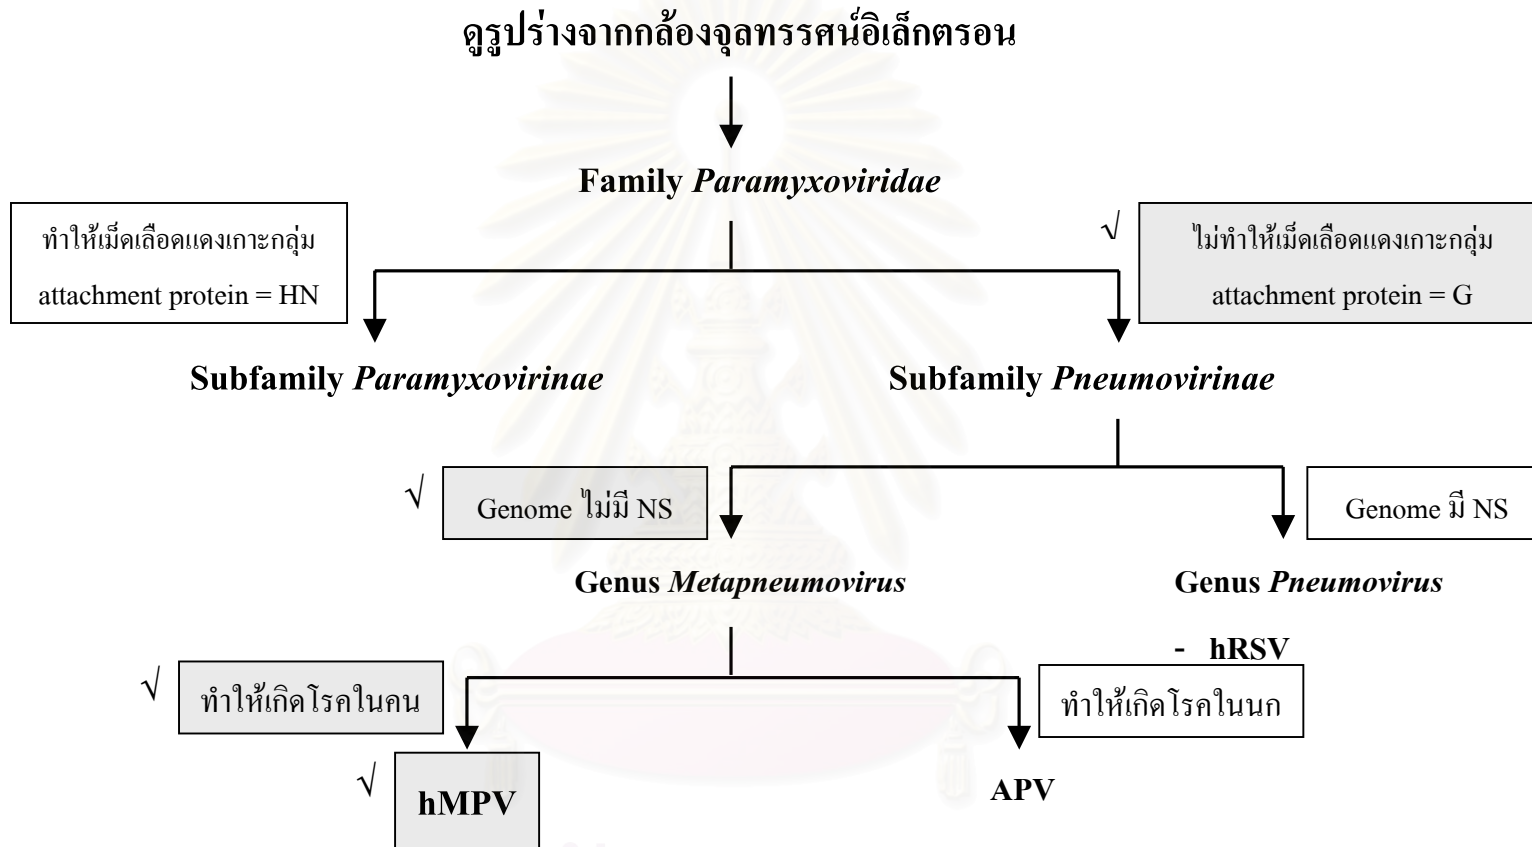 ดูรูปร่างจากกล้องจุลทรรศน์อิเล็กตรอน
Family Paramyxoviridae
ทำให้เม็ดเลือดแดงเกาะกลุ่ม
attachment protein = HN
√
ไม่ทำให้เม็ดเลือดแดงเกาะกลุ่ม
attachment protein = G
Subfamily Paramyxovirinae
Subfamily Pneumovirinae
√
Genome ไม่มี NS
Genome มี NS
Genus Metapneumovirus
Genus Pneumovirus
- hRSV
√
ทำให้เกิดโรคในคน
ทำให้เกิดโรคในนก
√
hMPV
APV